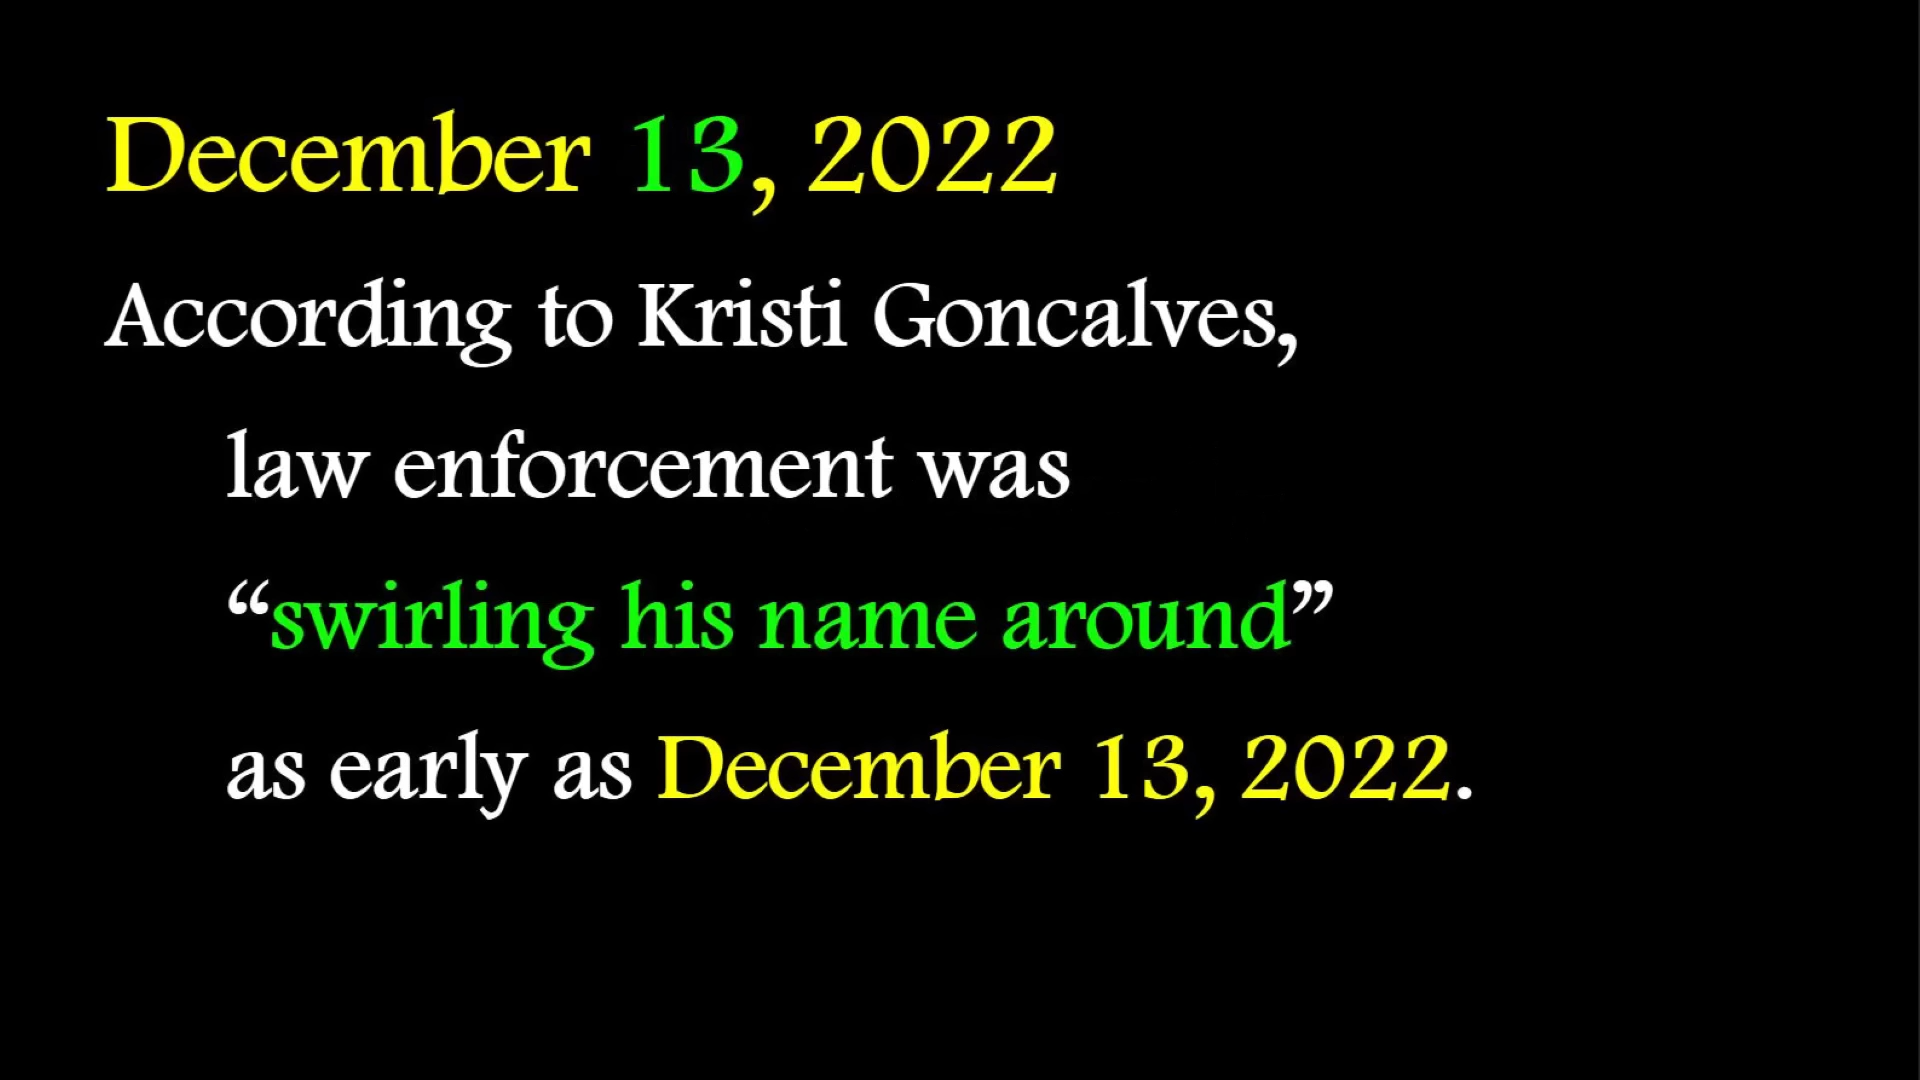 December 13, 2022
According to Kristi Goncalves,
law enforcement was
“swirling his name around”
as early as December 13, 2022.